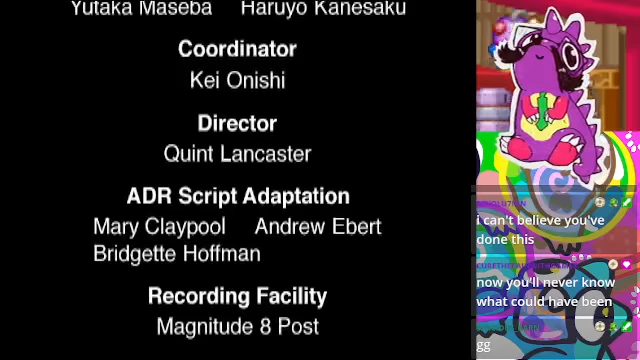 Yutaka Maseba Haruyo Kanesaku
Coordinator
Kei Onishi
Director
Quint Lancaster
ADR Script Adaptation
Mary Claypool Andrew Ebert
Bridgette Hoffman
Recording Facility
Magnitude 8 Post
i can't believe you've
done this
now you'll never know
what could have been
gg